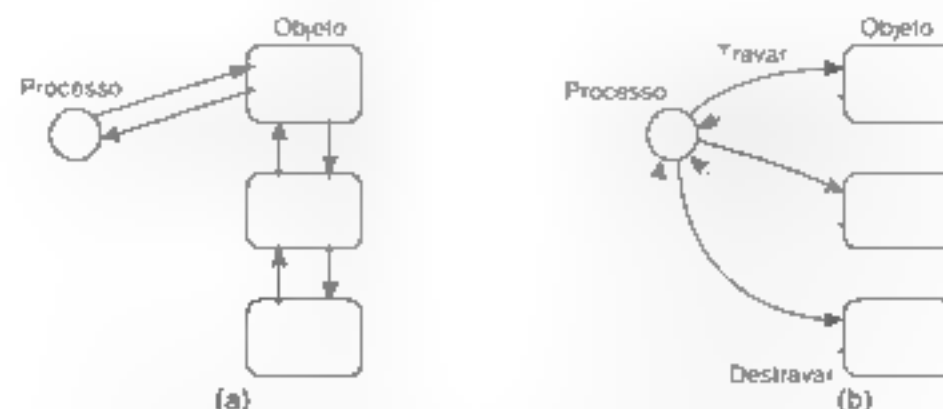 Objeto
Processo
(a)
Objeto
Travar
Processo
Destravar
(b)